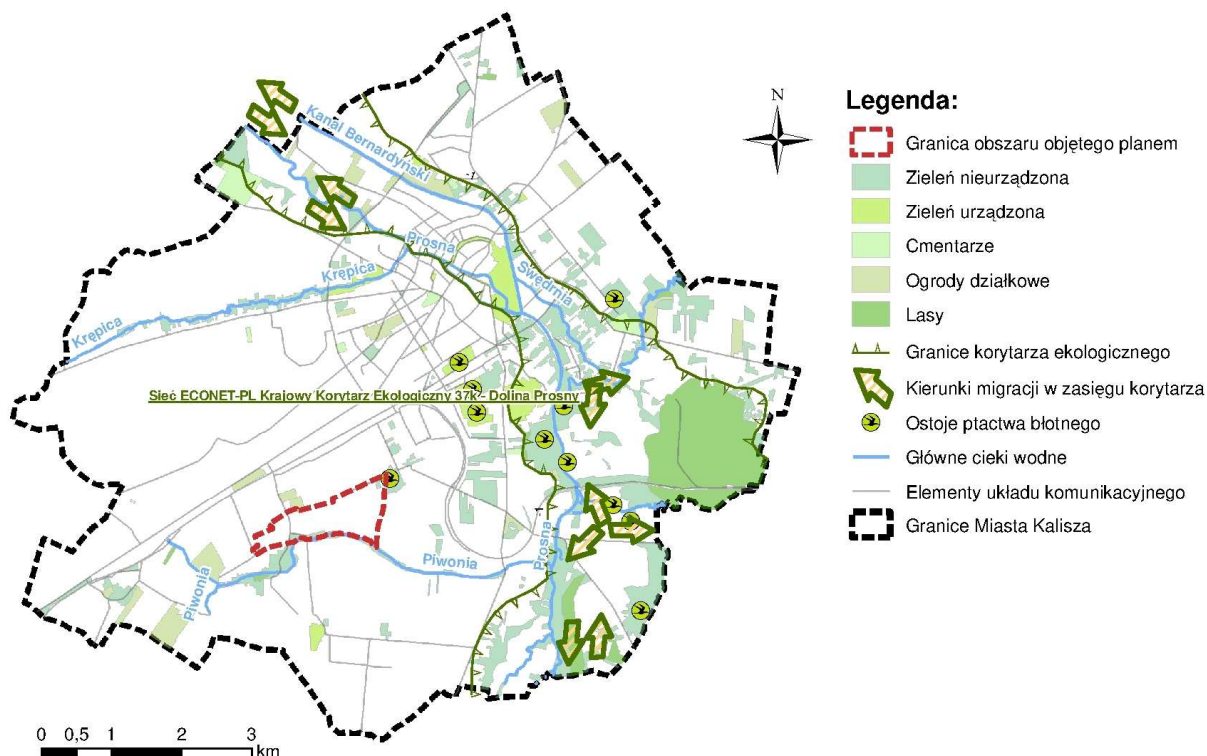 N
Legenda:
Granica obszaru objętego planem
Zieleń nieurządzona
Zieleń urządzona
Cmentarze
Ogrody działkowe
Lasy
Granice korytarza ekologicznego
Kierunki migracji w zasięgu korytarza
Ostoje ptactwa błotnego
Główne cieki wodne
Elementy układu komunikacyjnego
Granice Miasta Kalisza
Kanał Bernardyński
Prosna
Swędrnia
Krępica
Krępica
Sieć ECONET-PL Krajowy Korytarz Ekologiczny 37k - Dolina Prosny
Prosna
Piwonia
Piwonia
0 0,5 1 2 3
km